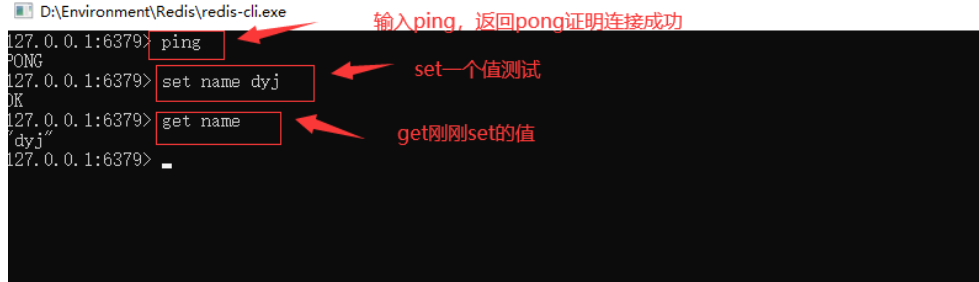 D:\Environment\Redis\redis-cli.exe
输入ping，返回pong证明连接成功
127.0.0.1:6379> ping
PONG
127.0.0.1:6379> set name dyj
set一个值测试
OK
127.0.0.1:6379> get name
get刚刚set的值
"dyj"
127.0.0.1:6379>